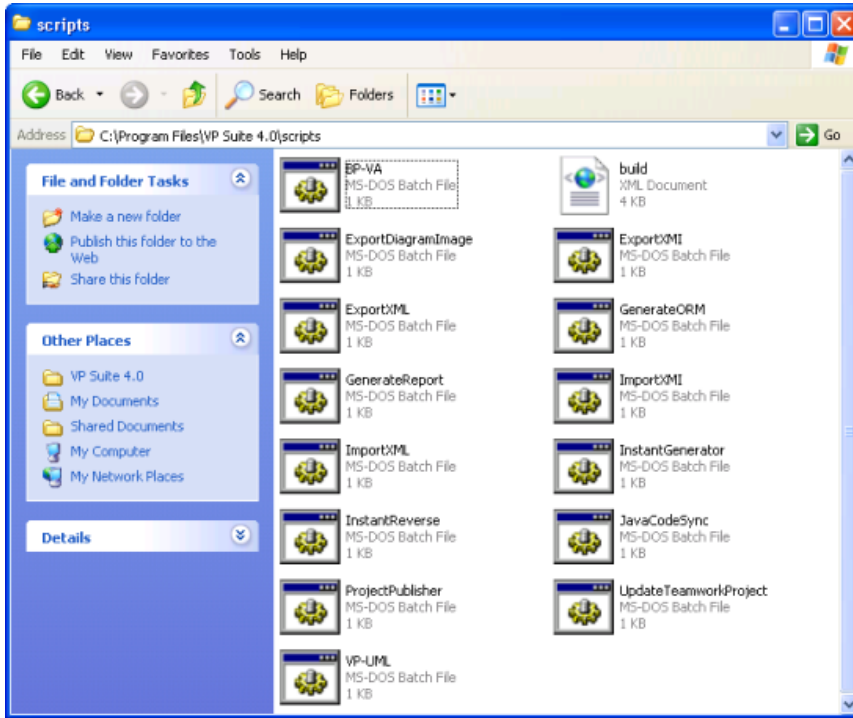 scripts
File Edit View Favorites Tools Help
Back Search Folders
Address C:\Program Files\VP Suite 4.0\scripts Go
File and Folder Tasks
Make a new folder
Publish this folder to the
Web
Share this folder
Other Places
VP Suite 4.0
My Documents
Shared Documents
My Computer
My Network Places
Details
BP-VA
MS-DOS Batch File
1 KB
build
XML Document
4 KB
ExportDiagramImage
MS-DOS Batch File
1 KB
ExportXMI
MS-DOS Batch File
1 KB
ExportXML
MS-DOS Batch File
1 KB
GenerateORM
MS-DOS Batch File
1 KB
GenerateReport
MS-DOS Batch File
1 KB
ImportXMI
MS-DOS Batch File
1 KB
ImportXML
MS-DOS Batch File
1 KB
InstantGenerator
MS-DOS Batch File
1 KB
InstantReverse
MS-DOS Batch File
1 KB
JavaCodeSync
MS-DOS Batch File
1 KB
ProjectPublisher
MS-DOS Batch File
1 KB
UpdateTeamworkProject
MS-DOS Batch File
1 KB
VP-UML
MS-DOS Batch File
1 KB